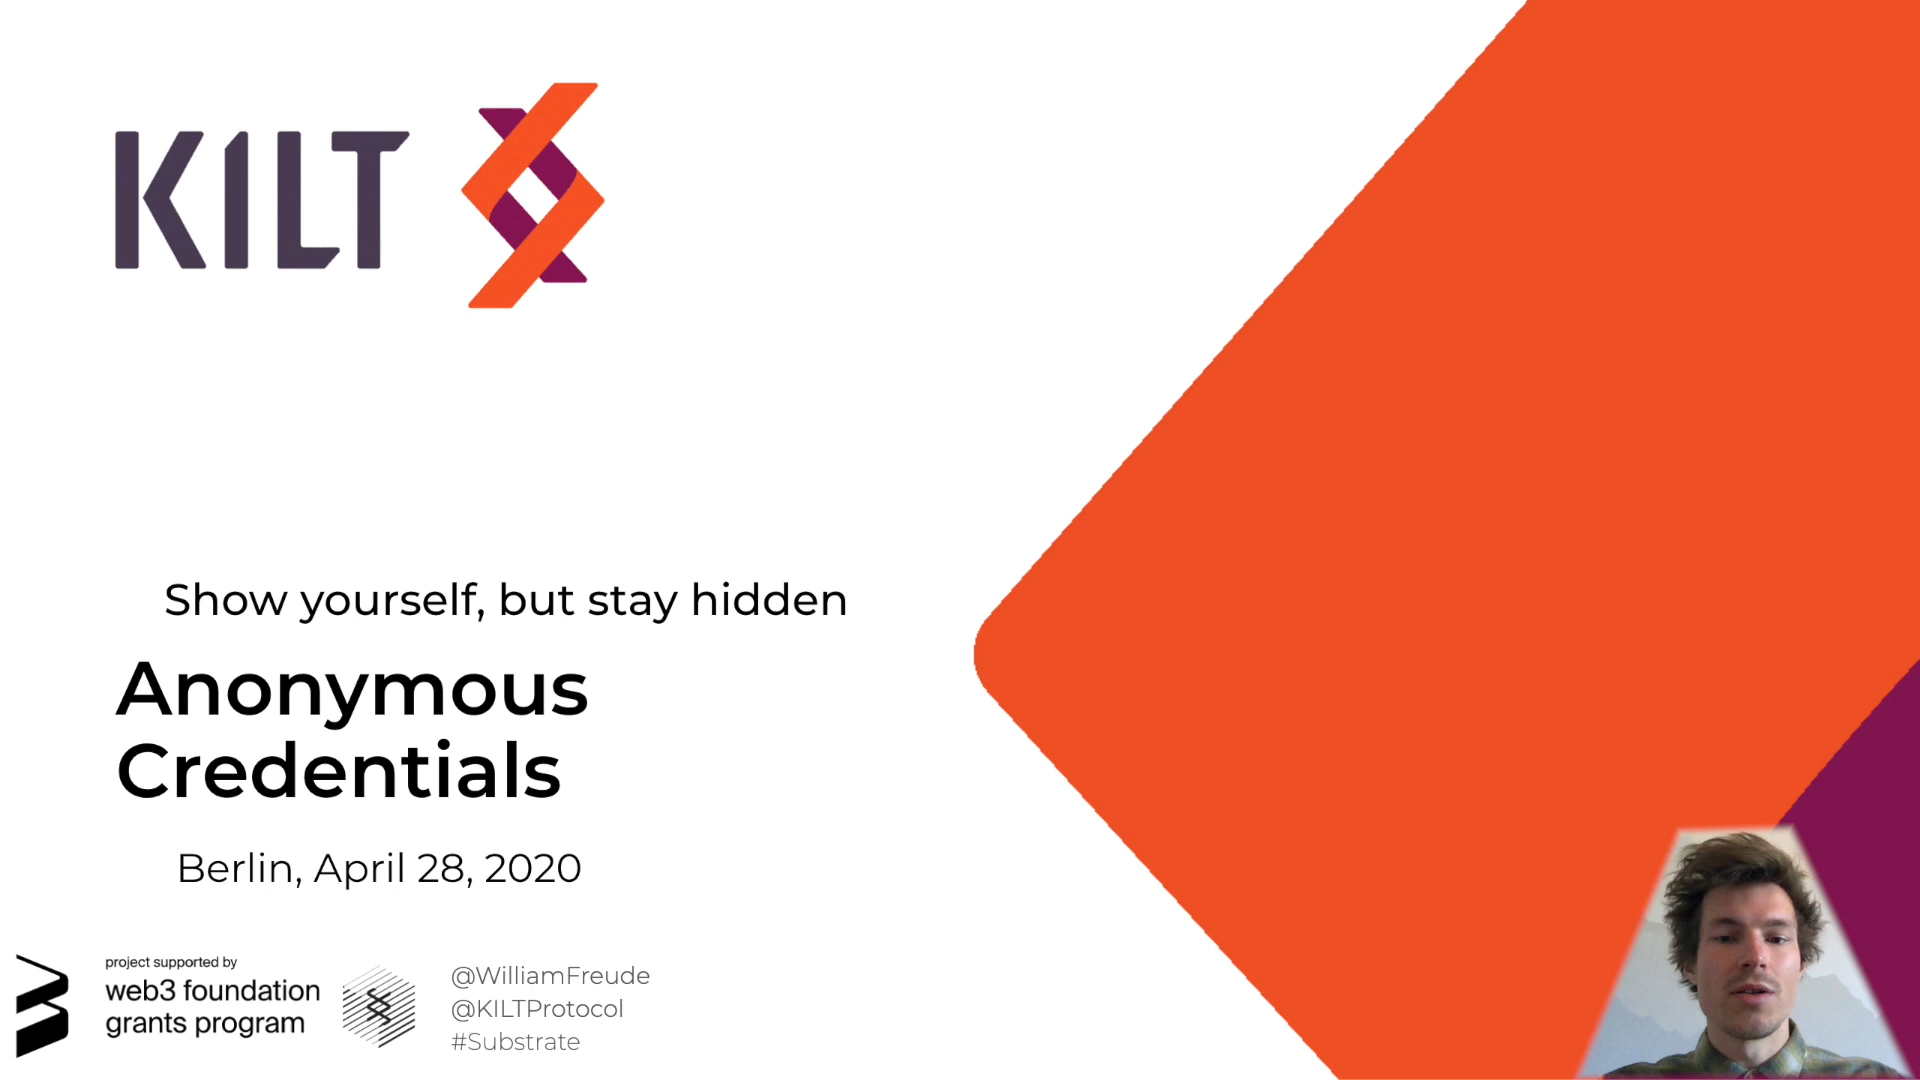 KILT
Show yourself, but stay hidden
Anonymous
Credentials
Berlin, April 28, 2020
project supported by
web3 foundation
grants program
@WilliamFreude
@KILTProtocol
#Substrate